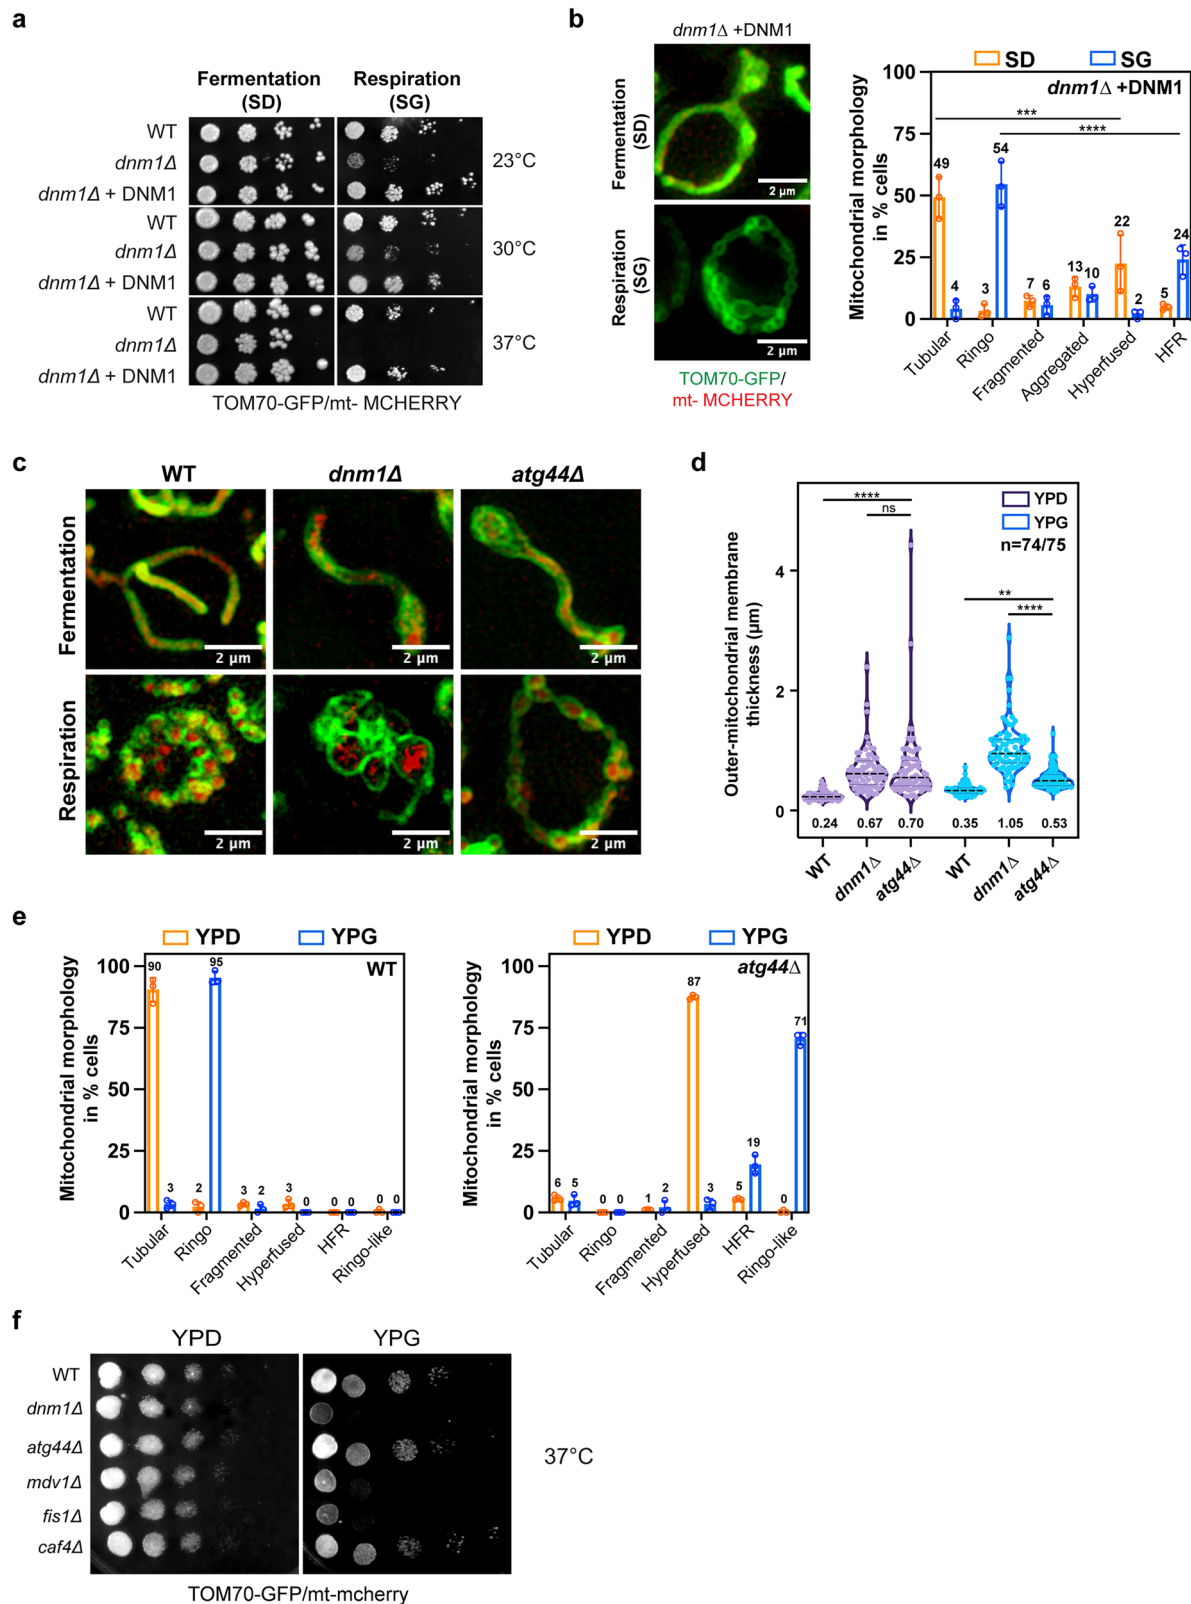 a
Fermentation
(SD)
Respiration
(SG)
WT
dnm1Δ
dnm1Δ + DNM1
23°C
WT
dnm1Δ
dnm1Δ + DNM1
30°C
WT
dnm1Δ
dnm1Δ + DNM1
37°C
TOM70-GFP/mt- MCHERRY
b
dnm1Δ +DNM1
Fermentation
(SD)
2 µm
Respiration
(SG)
2 µm
TOM70-GFP/
mt- MCHERRY
SD
SG
dnm1Δ +DNM1
***
****
Mitochondrial morphology
in % cells
100
75
50
25
0
49
4
3
54
7
6
13
10
22
2
5
24
Tubular
Ringo
Fragmented
Aggregated
Hyperfused
HFR
c
WT
dnm1Δ
atg44Δ
Fermentation
2 µm
2 µm
2 µm
Respiration
2 µm
2 µm
2 µm
d
YPD
YPG
n=74/75
****
ns
**
****
Outer-mitochondrial membrane
thickness (µm)
4
2
0
0.24
0.67
0.70
0.35
1.05
0.53
WT
dnm1Δ
atg44Δ
WT
dnm1Δ
atg44Δ
e
YPD
YPG
WT
Mitochondrial morphology
in % cells
100
75
50
25
0
90
3
2
95
3
2
3
0
0
0
0
0
Tubular
Ringo
Fragmented
Hyperfused
HFR
Ringo-like
YPD
YPG
atg44Δ
Mitochondrial morphology
in % cells
100
75
50
25
0
6
5
0
0
1
2
87
3
5
19
0
71
Tubular
Ringo
Fragmented
Hyperfused
HFR
Ringo-like
f
YPD
YPG
WT
dnm1Δ
atg44Δ
mdv1Δ
fis1Δ
caf4Δ
37°C
TOM70-GFP/mt-mcherry